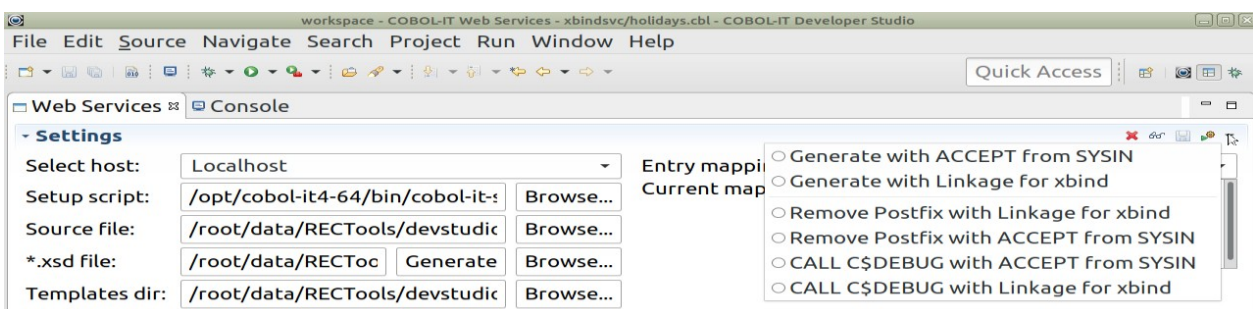 workspace - COBOL-IT Web Services - xbindsvc/holidays.cbl - COBOL-IT Developer Studio
File Edit Source Navigate Search Project Run Window Help
Quick Access
Web Services Console
Settings
Select host: Localhost Entry mappi
Setup script: /opt/cobol-it4-64/bin/cobol-it-s Browse... Current map
Source file: /root/data/RECTools/devstudic Browse...
*.xsd file: /root/data/RECToc Generate Browse...
Templates dir: /root/data/RECTools/devstudic Browse...
Generate with ACCEPT from SYSIN
Generate with Linkage for xbind
Remove Postfix with Linkage for xbind
Remove Postfix with ACCEPT from SYSIN
CALL C$DEBUG with ACCEPT from SYSIN
CALL C$DEBUG with Linkage for xbind